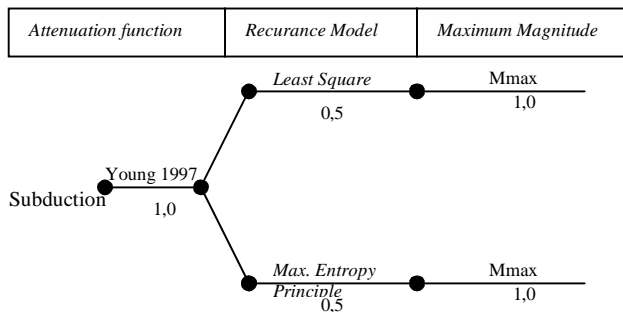 Attenuation function Recurance Model Maximum Magnitude
Least Square
0,5
Mmax
1,0
Subduction
Young 1997
1,0
Max. Entropy
Principle
0,5
Mmax
1,0